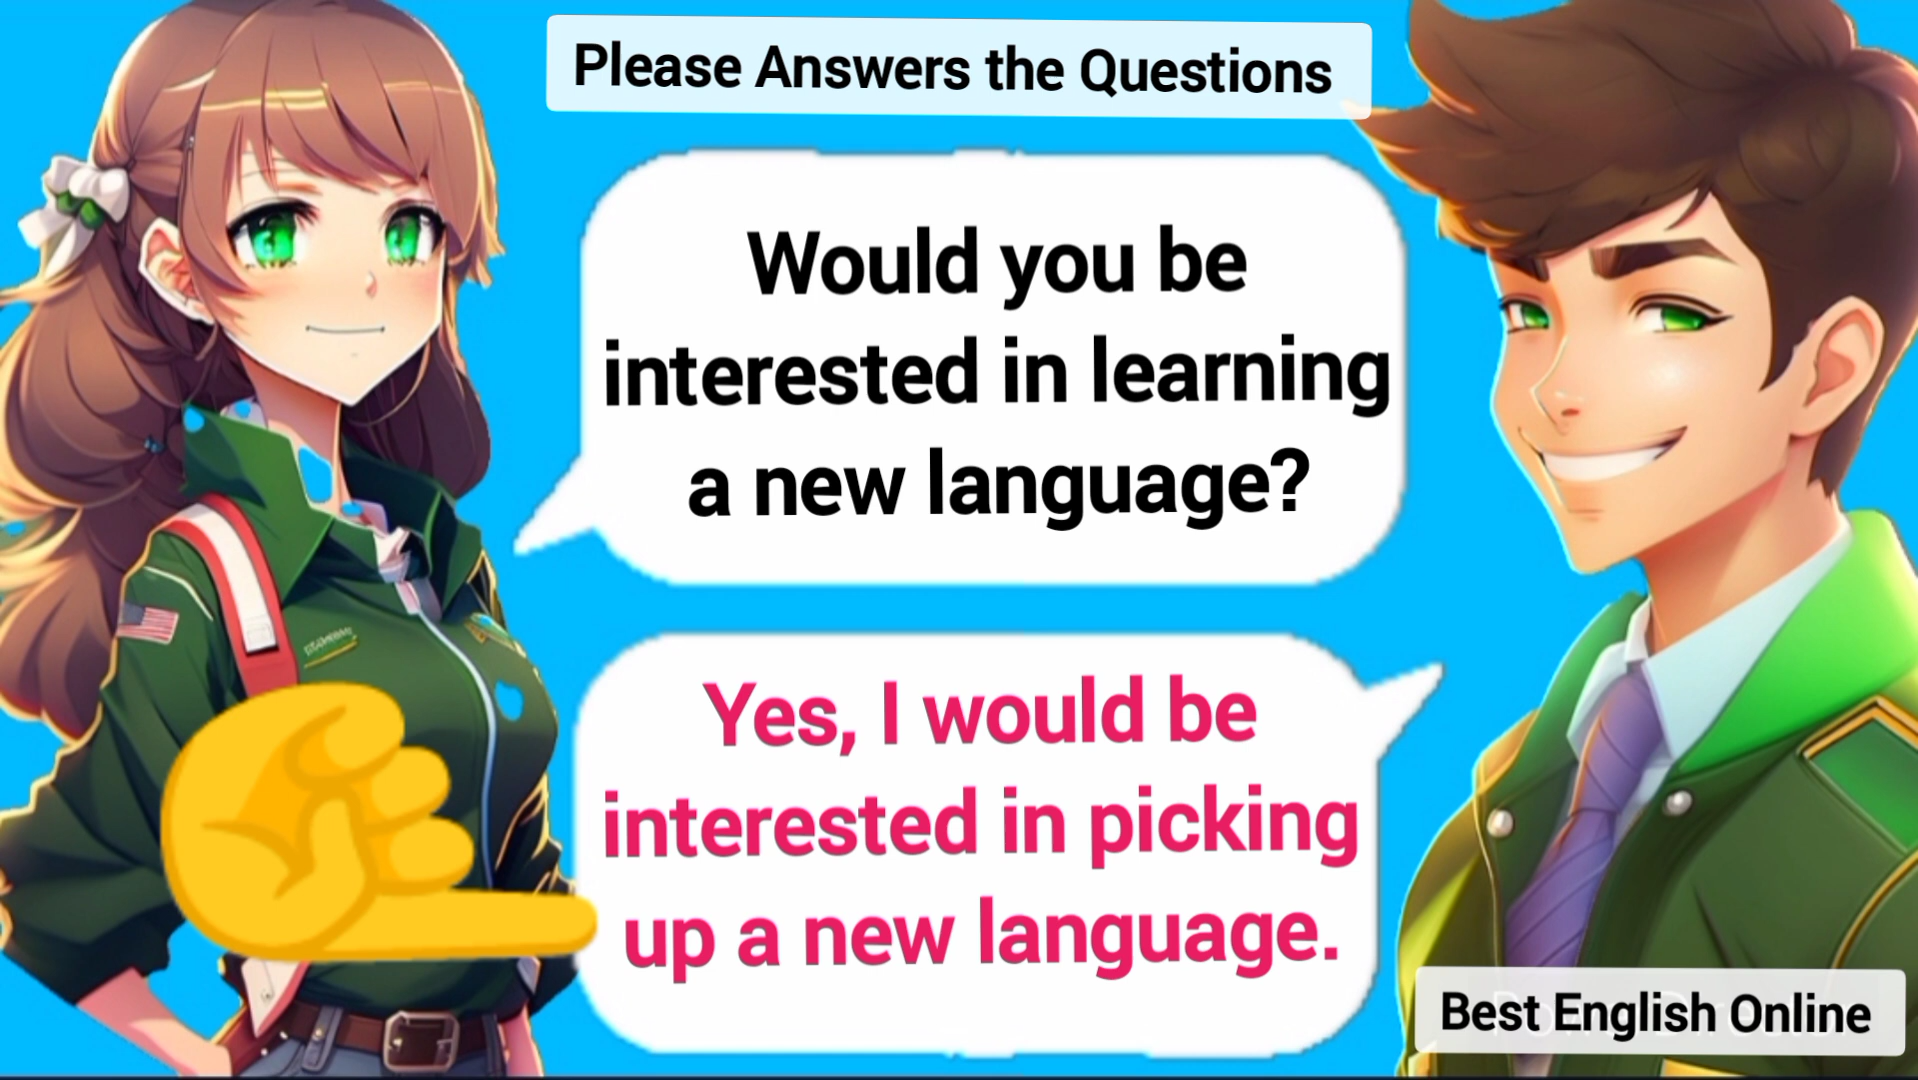 Please Answers the Questions
Would you be
interested in learning
a new language?
Yes, I would be
interested in picking
up a new language.
Best English Online